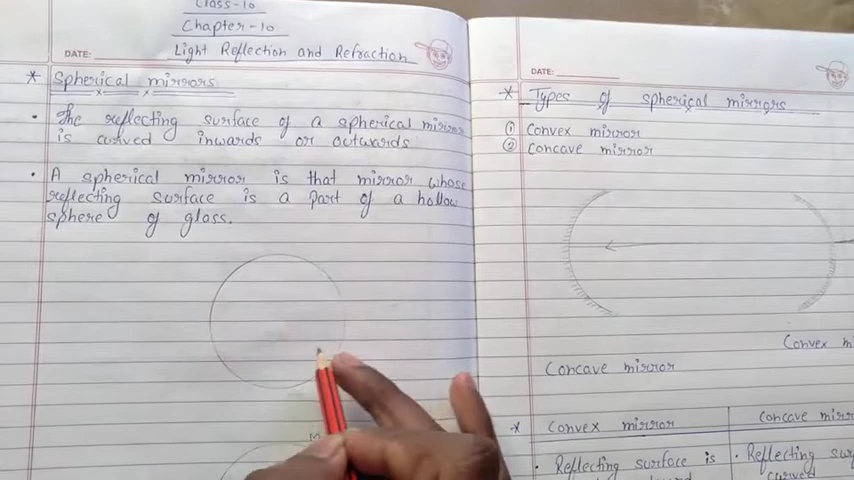 Class-10
Chapter-10
Light Reflection and Refraction
DATE:
* Spherical mirrors
• The reflecting surface of a spherical mirror
is curved inwards or outwards
• A spherical mirror is that mirror whose
reflecting surface is a part of a hollow
sphere of glass.
M
DATE:
* Types of spherical mirrors
① Convex mirror
② Concave mirror
Convex m
Concave mirror
* Convex mirror
Concave mirror
• Reflecting surface is
• Reflecting sur
curved